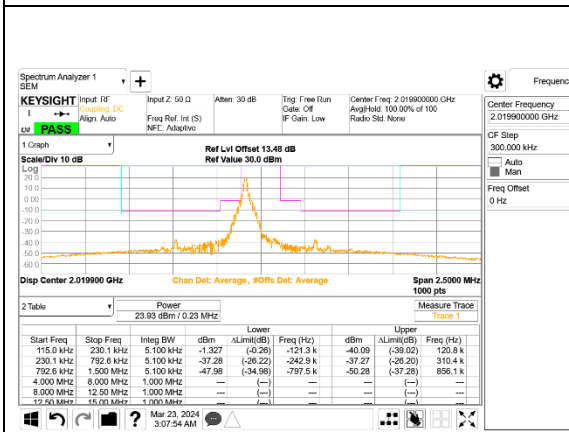 Spectrum Analyzer 1
SEM
+
Frequenc
KEYSIGHT Input: RF Input Z: 50 Ω Atten: 30 dB Trig: Free Run Center Freq: 2.019900000 GHz
Coupling: DC Gate: Off Avg|Hold: 100.00% of 100
Align: Auto Freq Ref: Int (S) IF Gain: Low Radio Std: None
NFE: Adaptive
PASS
Center Frequency
2.019900000 GHz
CF Step
300.000 kHz
Auto
Man
Freq Offset
0 Hz
1 Graph
Ref Lvl Offset 13.48 dB
Scale/Div 10 dB Ref Value 30.0 dBm
Log
20.0
10.0
0.00
-10.0
-20.0
-30.0
-40.0
-50.0
-60.0
Disp Center 2.019900 GHz Chan Det: Average , #Offs Det: Average Span 2.5000 MHz
1000 pts
2 Table Power Measure Trace
23.93 dBm / 0.23 MHz Trace 1
Lower Upper
Start Freq Stop Freq Integ BW dBm ΔLimit(dB) Freq (Hz) dBm ΔLimit(dB) Freq (Hz)
115.0 kHz 230.1 kHz 5.100 kHz -1.327 (-0.26) -121.3 k -40.09 (-39.02) 120.8 k
230.1 kHz 792.6 kHz 5.100 kHz -37.28 (-26.22) -242.9 k -37.27 (-26.20) 310.4 k
792.6 kHz 1.500 MHz 5.100 kHz -47.98 (-34.98) -797.5 k -50.28 (-37.28) 856.1 k
4.000 MHz 8.000 MHz 1.000 MHz --- (---) --- --- (---) ---
8.000 MHz 12.50 MHz 1.000 MHz --- (---) --- --- (---) ---
12.50 MHz 15.00 MHz 1.000 MHz --- (---) --- --- (---) ---
? Mar 23, 2024
3:07:54 AM